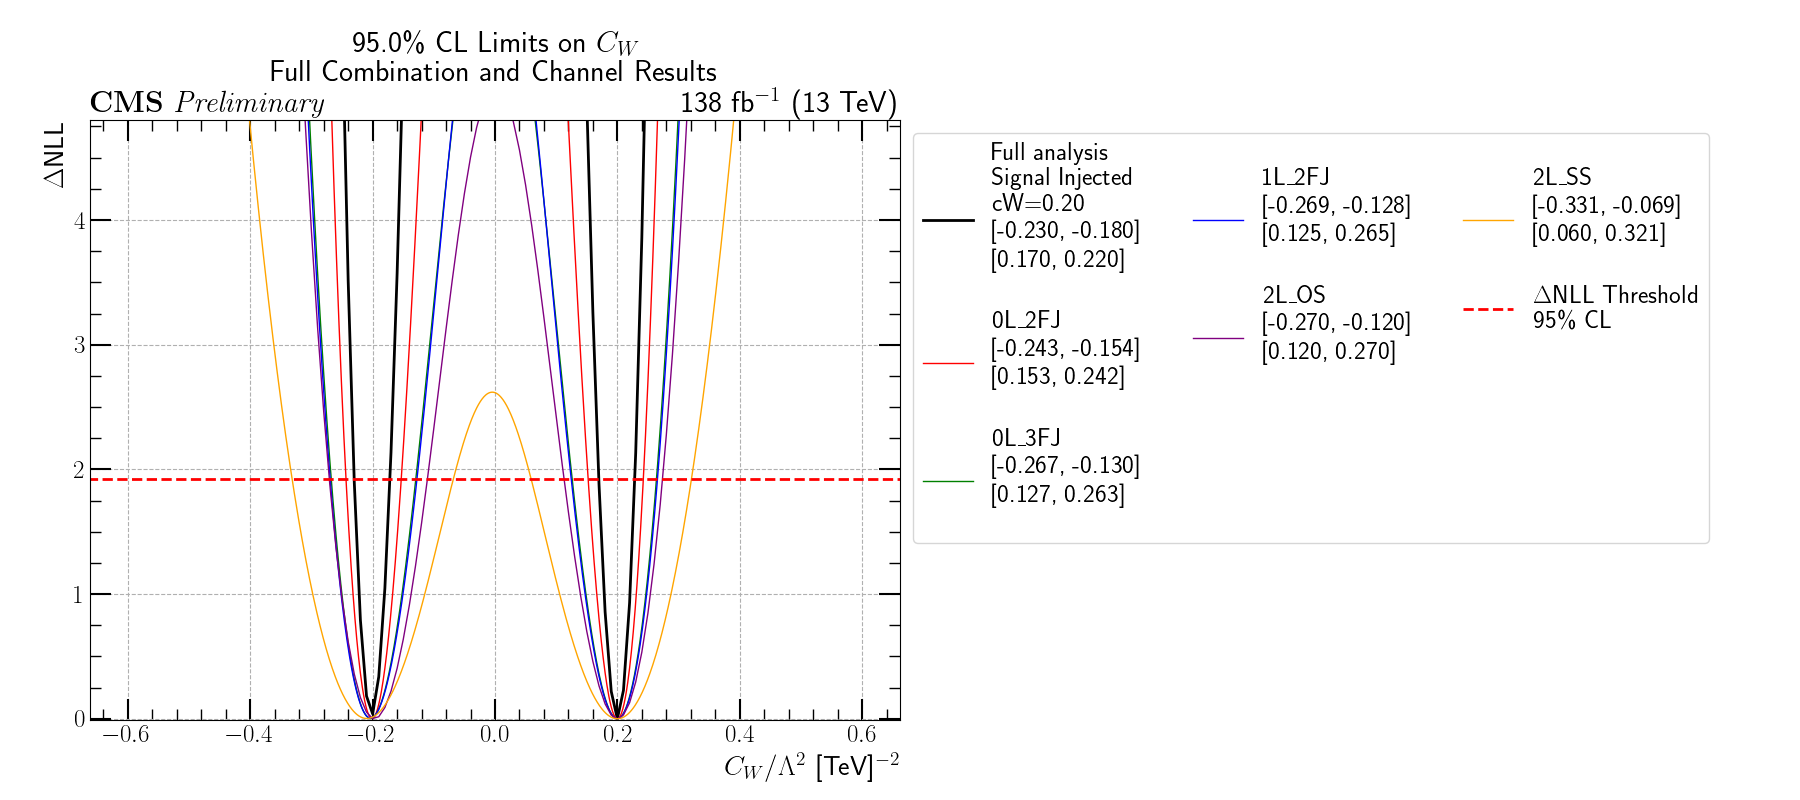 95.0% CL Limits on C_W
Full Combination and Channel Results
CMS Preliminary
138 fb⁻¹ (13 TeV)
ΔNLL
4
3
2
1
0
−0.6
−0.4
−0.2
0.0
0.2
0.4
0.6
C_W/Λ² [TeV]⁻²
Full analysis
Signal Injected
cW=0.20
[-0.230, -0.180]
[0.170, 0.220]
0L_2FJ
[-0.243, -0.154]
[0.153, 0.242]
0L_3FJ
[-0.267, -0.130]
[0.127, 0.263]
1L_2FJ
[-0.269, -0.128]
[0.125, 0.265]
2L_OS
[-0.270, -0.120]
[0.120, 0.270]
2L_SS
[-0.331, -0.069]
[0.060, 0.321]
ΔNLL Threshold
95% CL